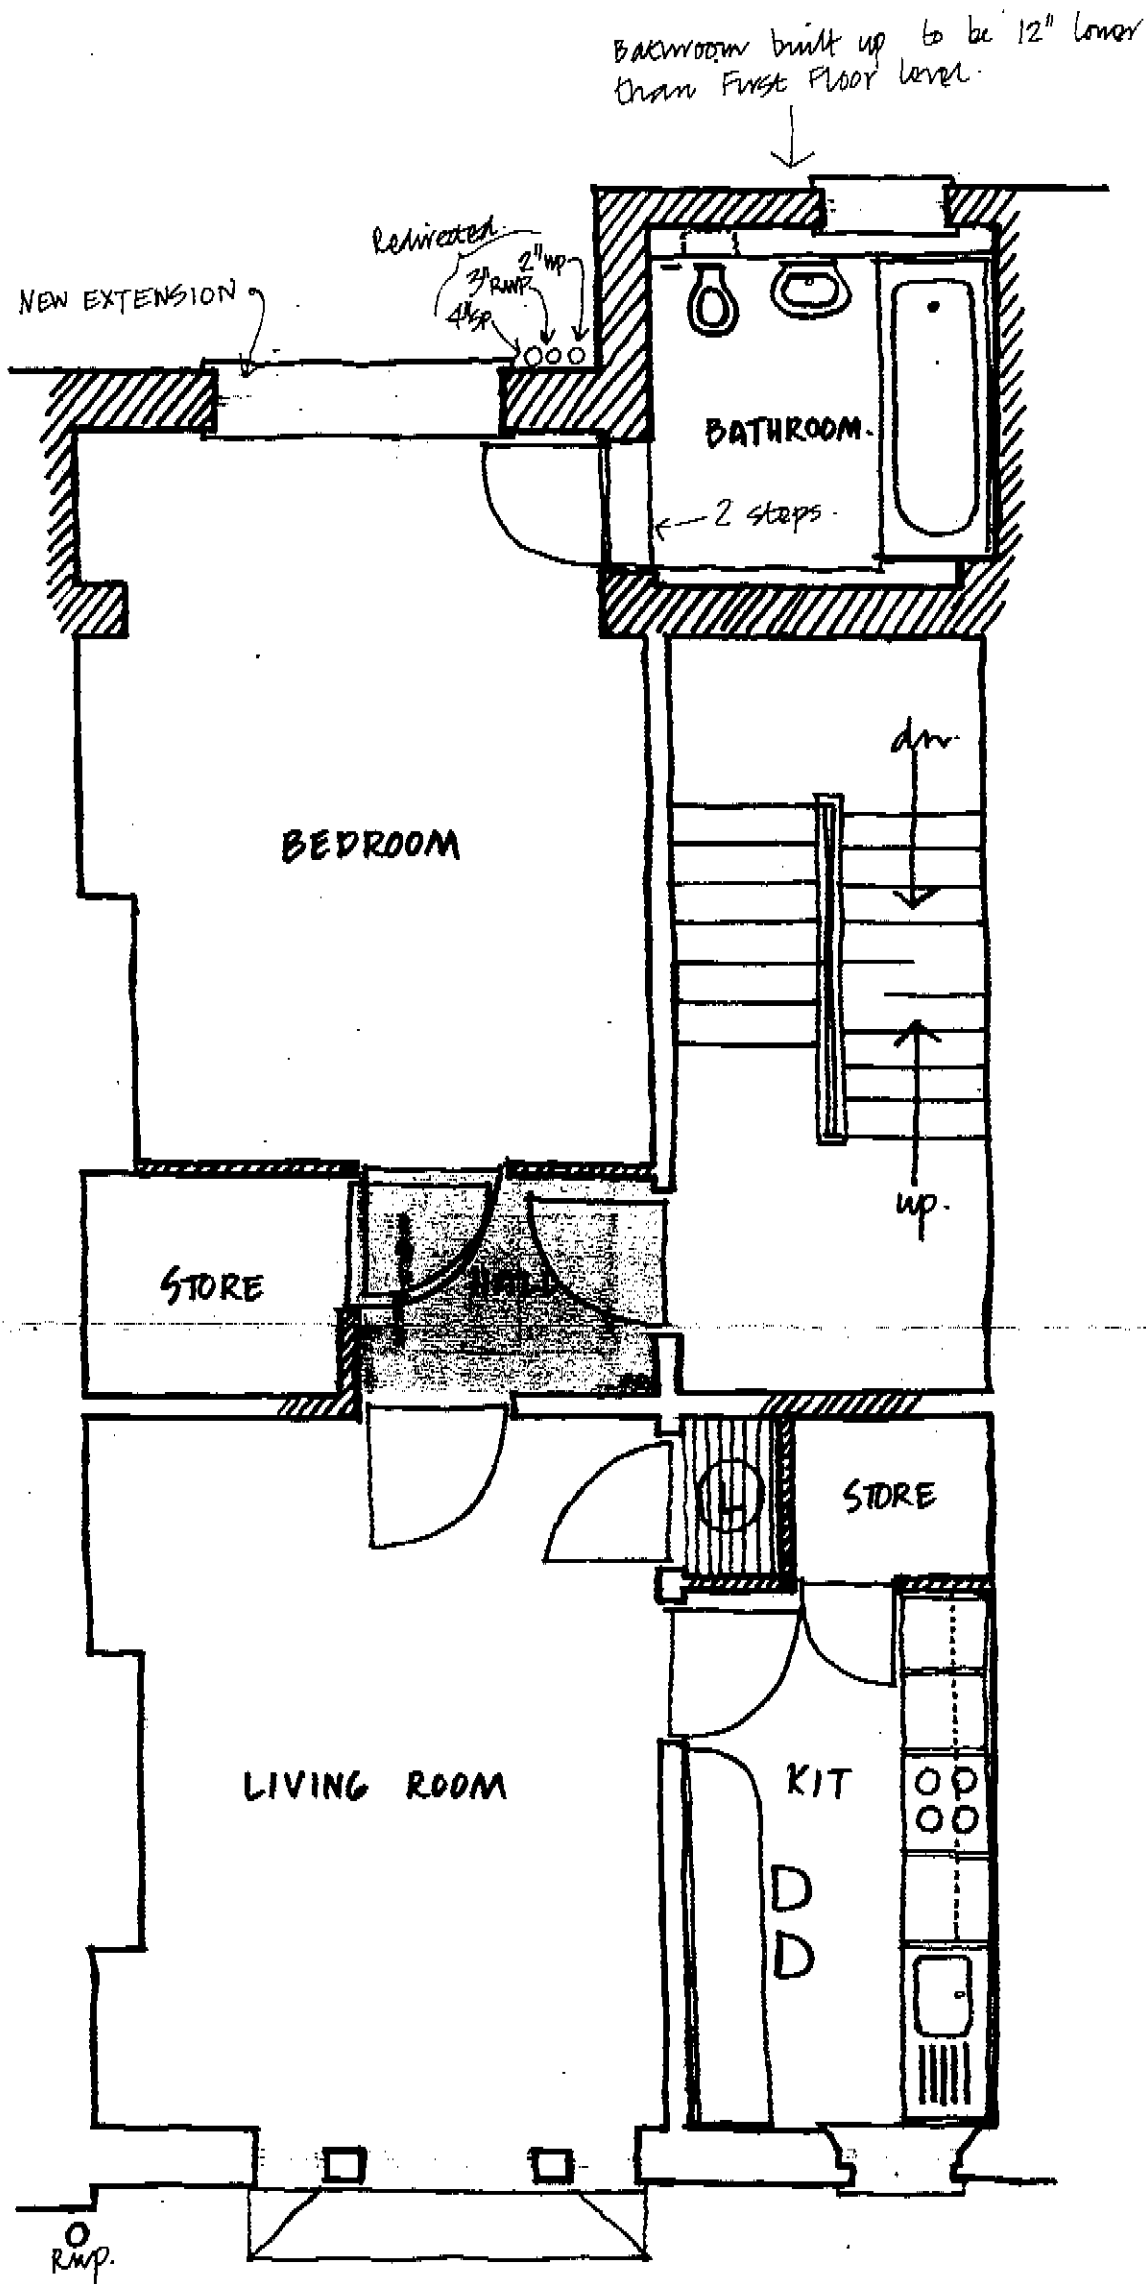 Bathroom built up to be 12" lower
than First Floor level.
Redirected
2"WP
3"RWP
4"SP
NEW EXTENSION
BATHROOM.
2 steps.
dn.
BEDROOM
up.
STORE
STORE
LIVING ROOM
KIT
RWP.